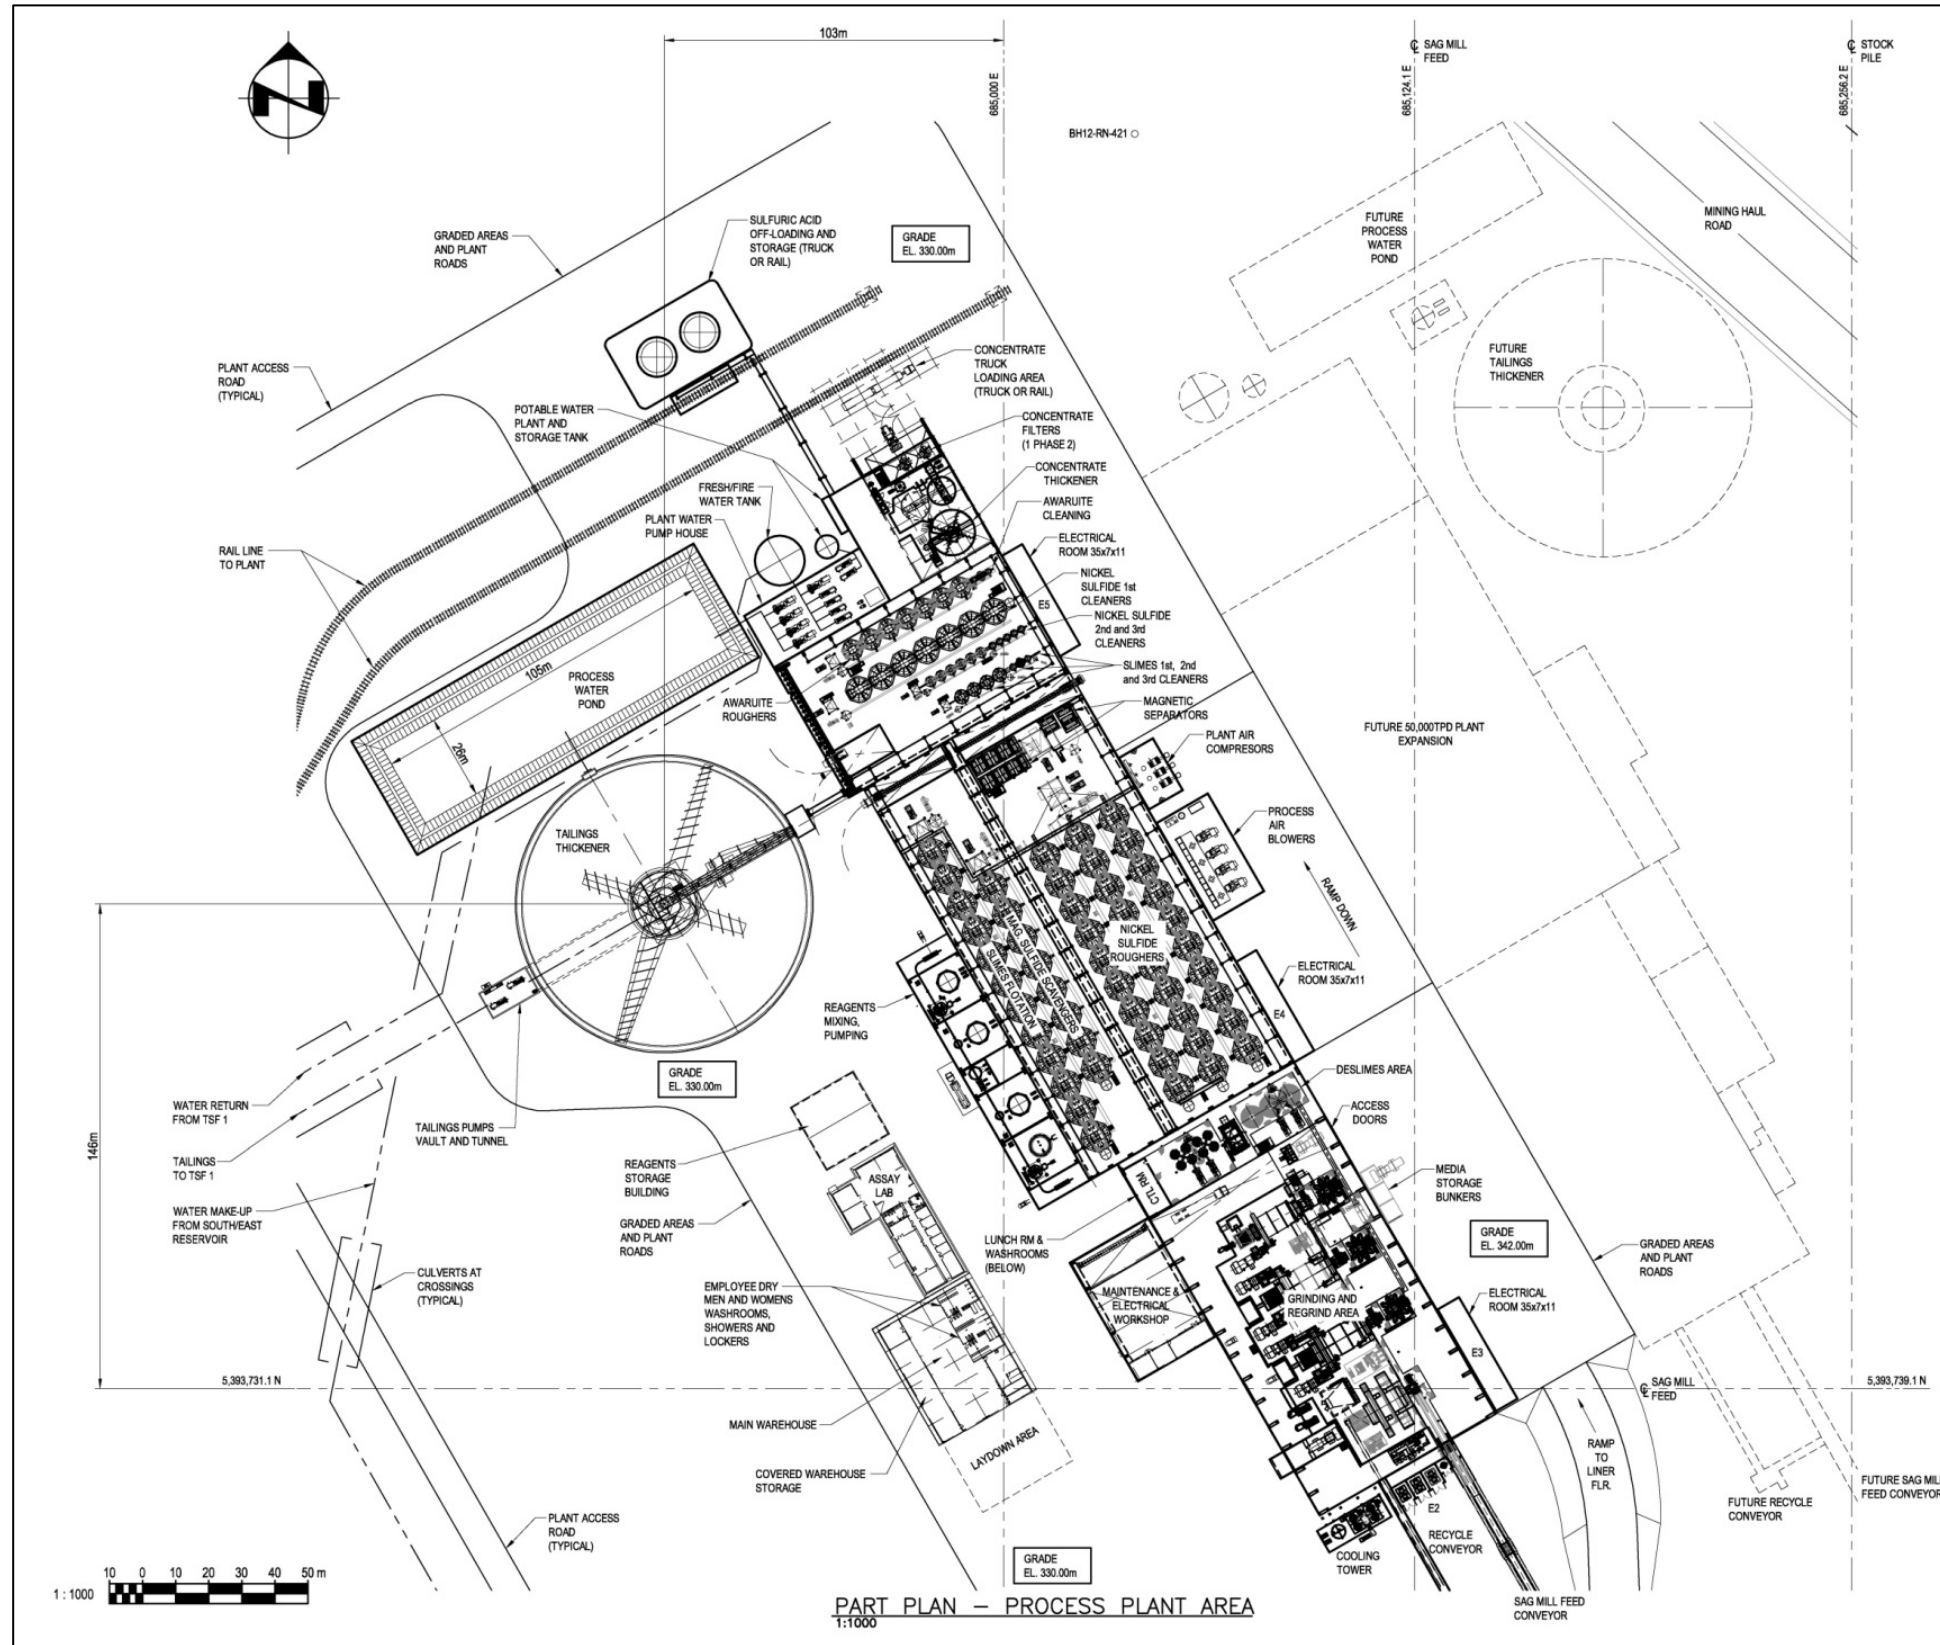 103m
685,000 E
℄ SAG MILL
FEED
685,124.1 E
℄ STOCK
PILE
685,256.2 E
N
BH12-RN-421
SULFURIC ACID
OFF-LOADING AND
STORAGE (TRUCK
OR RAIL)
GRADE
EL. 330.00m
GRADED AREAS
AND PLANT
ROADS
FUTURE
PROCESS
WATER
POND
MINING HAUL
ROAD
PLANT ACCESS
ROAD
(TYPICAL)
CONCENTRATE
TRUCK
LOADING AREA
(TRUCK OR RAIL)
FUTURE
TAILINGS
THICKENER
POTABLE WATER
PLANT AND
STORAGE TANK
CONCENTRATE
FILTERS
(1 PHASE 2)
CONCENTRATE
THICKENER
FRESH/FIRE
WATER TANK
AWARUITE
CLEANING
PLANT WATER
PUMP HOUSE
ELECTRICAL
ROOM 35x7x11
RAIL LINE
TO PLANT
NICKEL
SULFIDE 1st
CLEANERS
E5
NICKEL SULFIDE
2nd and 3rd
CLEANERS
SLIMES 1st, 2nd
and 3rd CLEANERS
105m
PROCESS
WATER
POND
26m
AWARUITE
ROUGHERS
MAGNETIC
SEPARATORS
PLANT AIR
COMPRESORS
FUTURE 50,000TPD PLANT
EXPANSION
TAILINGS
THICKENER
PROCESS
AIR
BLOWERS
RAMP DOWN
MAG. SULFIDE SCAVENGERS
SLIMES FLOTATION
NICKEL
SULFIDE
ROUGHERS
ELECTRICAL
ROOM 35x7x11
E4
REAGENTS
MIXING,
PUMPING
GRADE
EL. 330.00m
DESLIMES AREA
WATER RETURN
FROM TSF 1
TAILINGS PUMPS
VAULT AND TUNNEL
ACCESS
DOORS
146m
TAILINGS
TO TSF 1
REAGENTS
STORAGE
BUILDING
ASSAY
LAB
CTL RM
MEDIA
STORAGE
BUNKERS
WATER MAKE-UP
FROM SOUTH/EAST
RESERVOIR
GRADED AREAS
AND PLANT
ROADS
LUNCH RM &
WASHROOMS
(BELOW)
GRADE
EL. 342.00m
GRADED AREAS
AND PLANT
ROADS
CULVERTS AT
CROSSINGS
(TYPICAL)
EMPLOYEE DRY
MEN AND WOMENS
WASHROOMS,
SHOWERS AND
LOCKERS
MAINTENANCE &
ELECTRICAL
WORKSHOP
GRINDING AND
REGRIND AREA
ELECTRICAL
ROOM 35x7x11
E3
5,393,731.1 N
℄ SAG MILL
FEED
5,393,739.1 N
MAIN WAREHOUSE
LAYDOWN AREA
COVERED WAREHOUSE
STORAGE
RAMP
TO
LINER
FLR.
FUTURE SAG MILL
FEED CONVEYOR
FUTURE RECYCLE
CONVEYOR
E2
RECYCLE
CONVEYOR
COOLING
TOWER
PLANT ACCESS
ROAD
(TYPICAL)
GRADE
EL. 330.00m
SAG MILL FEED
CONVEYOR
1 : 1000
10 0 10 20 30 40 50 m
PART PLAN – PROCESS PLANT AREA
1:1000